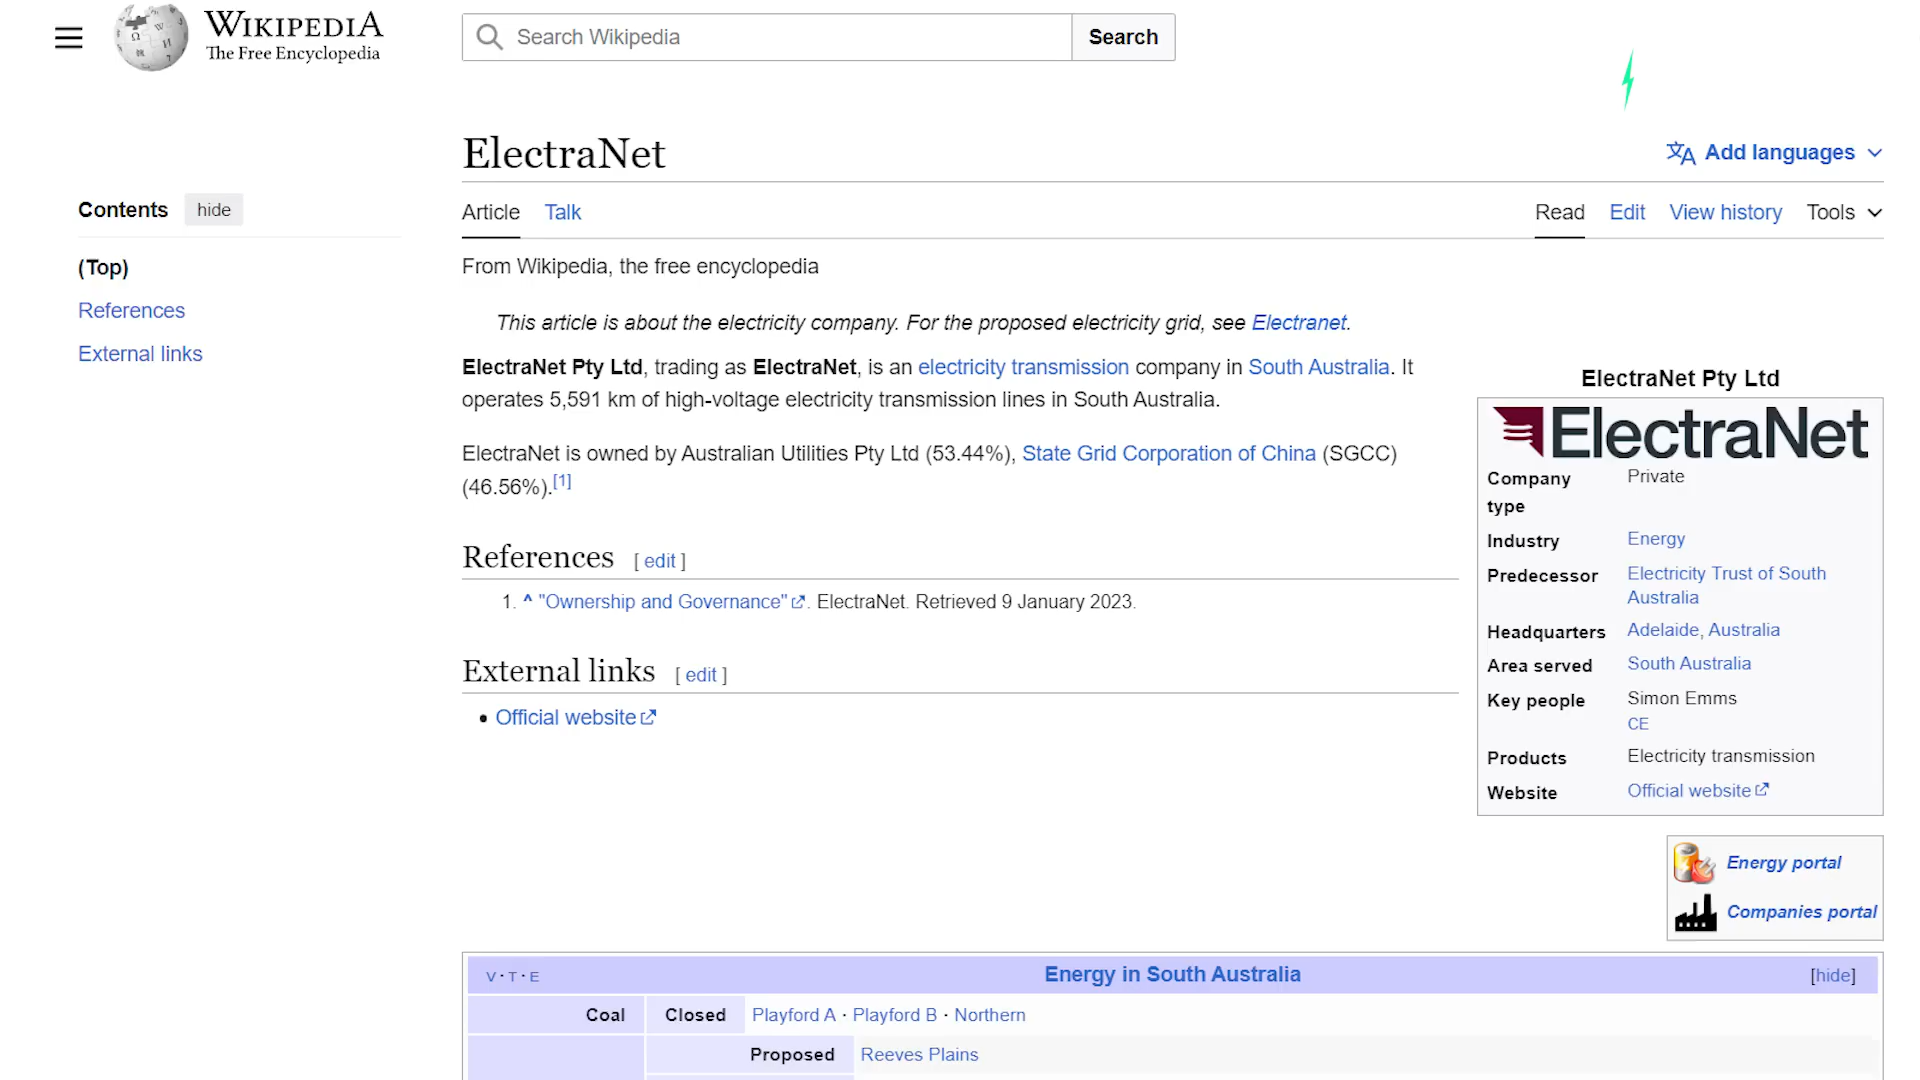 WIKIPEDIA
The Free Encyclopedia
Search Wikipedia
Search
ElectraNet
Add languages
Contents
hide
(Top)
References
External links
Article
Talk
Read
Edit
View history
Tools
From Wikipedia, the free encyclopedia
This article is about the electricity company. For the proposed electricity grid, see Electranet.
ElectraNet Pty Ltd, trading as ElectraNet, is an electricity transmission company in South Australia. It
operates 5,591 km of high-voltage electricity transmission lines in South Australia.
ElectraNet is owned by Australian Utilities Pty Ltd (53.44%), State Grid Corporation of China (SGCC)
(46.56%).[1]
References [ edit ]
1. ^ "Ownership and Governance". ElectraNet. Retrieved 9 January 2023.
External links [ edit ]
• Official website
ElectraNet Pty Ltd
ElectraNet
Company type Private
Industry Energy
Predecessor Electricity Trust of South
Australia
Headquarters Adelaide, Australia
Area served South Australia
Key people Simon Emms
CE
Products Electricity transmission
Website Official website
Energy portal
Companies portal
V · T · E
Energy in South Australia
[hide]
Coal
Closed
Playford A · Playford B · Northern
Proposed
Reeves Plains